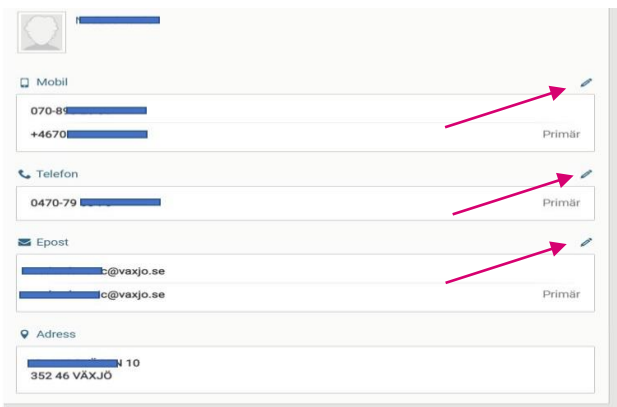 Mobil
070-89
+4670
Primär
Telefon
0470-79
Primär
Epost
c@vaxjo.se
c@vaxjo.se
Primär
Adress
N 10
352 46 VÄXJÖ